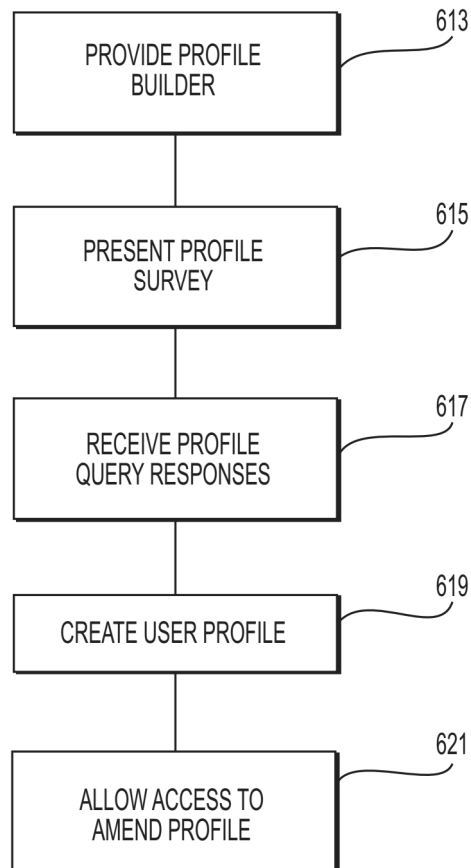 613
PROVIDE PROFILE
BUILDER
615
PRESENT PROFILE
SURVEY
617
RECEIVE PROFILE
QUERY RESPONSES
619
CREATE USER PROFILE
621
ALLOW ACCESS TO
AMEND PROFILE